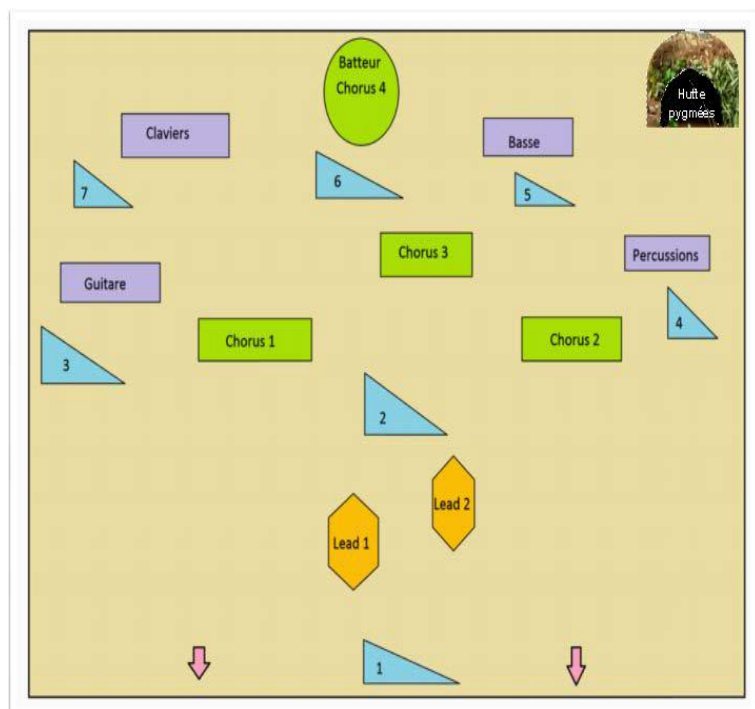 Batteur
Chorus 4
Hutte
pygmées
Claviers
Basse
7
6
5
Chorus 3
Percussions
Guitare
4
Chorus 1
Chorus 2
3
2
Lead 2
Lead 1
1